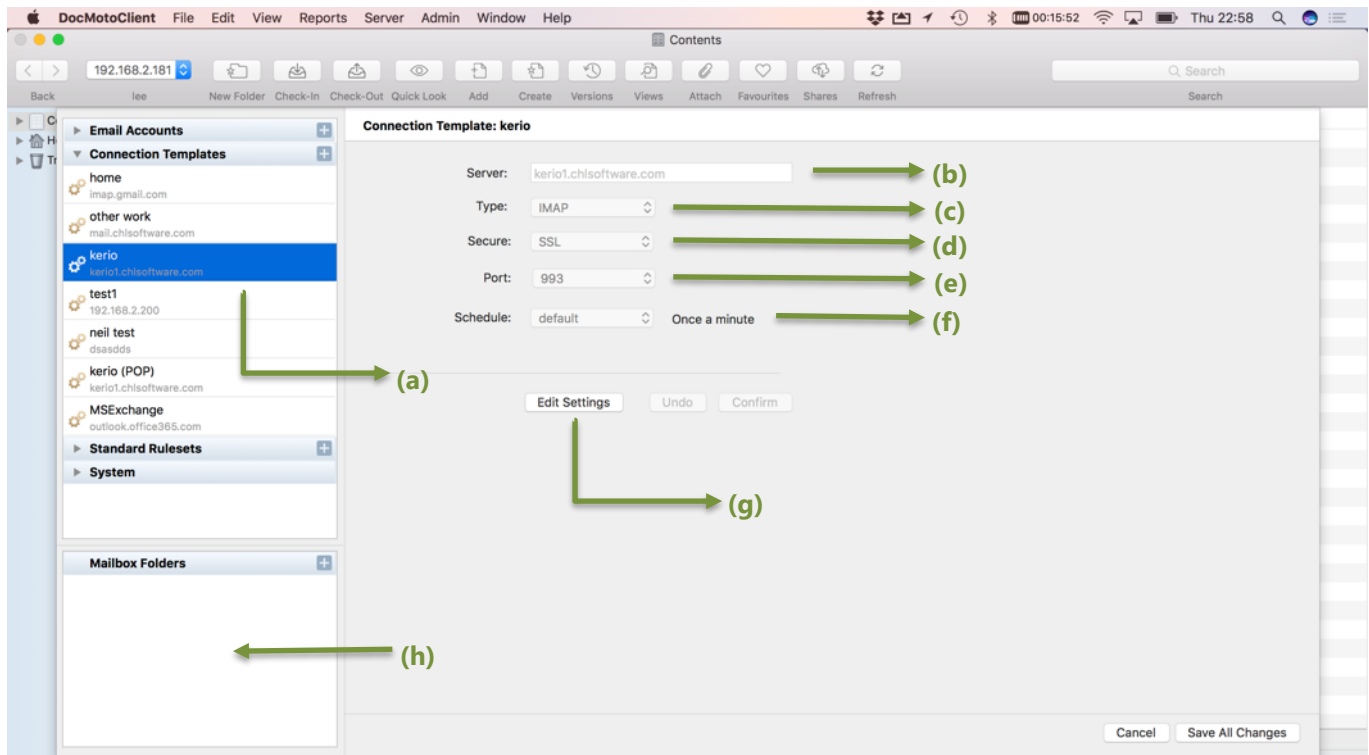 DocMotoClient File Edit View Reports Server Admin Window Help 00:15:52 Thu 22:58
Contents
192.168.2.181 Search
Back lee New Folder Check-In Check-Out Quick Look Add Create Versions Views Attach Favourites Shares Refresh Search
C
H
Tr
Email Accounts
Connection Templates
home
imap.gmail.com
other work
mail.chlsoftware.com
kerio
kerio1.chlsoftware.com
test1
192.168.2.200
neil test
dsasdds
kerio (POP)
kerio1.chlsoftware.com
MSExchange
outlook.office365.com
Standard Rulesets
System
Mailbox Folders
Connection Template: kerio
Server: kerio1.chlsoftware.com (b)
Type: IMAP (c)
Secure: SSL (d)
Port: 993 (e)
Schedule: default Once a minute (f)
(a)
Edit Settings Undo Confirm
(g)
(h)
Cancel Save All Changes